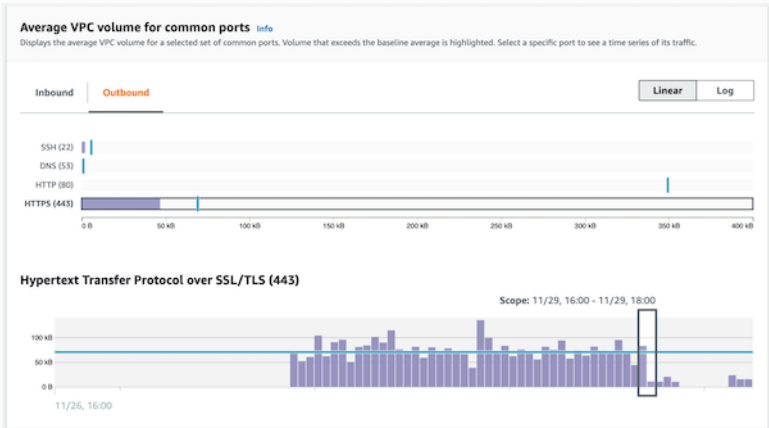 Average VPC volume for common ports Info
Displays the average VPC volume for a selected set of common ports. Volume that exceeds the baseline average is highlighted. Select a specific port to see a time series of its traffic.
Inbound Outbound Linear Log
SSH (22)
DNS (53)
HTTP (80)
HTTPS (443)
0 B 50 kB 100 kB 150 kB 200 kB 250 kB 300 kB 350 kB 400 kB
Hypertext Transfer Protocol over SSL/TLS (443)
Scope: 11/29, 16:00 - 11/29, 18:00
100 kB
50 kB
0 B
11/26, 16:00